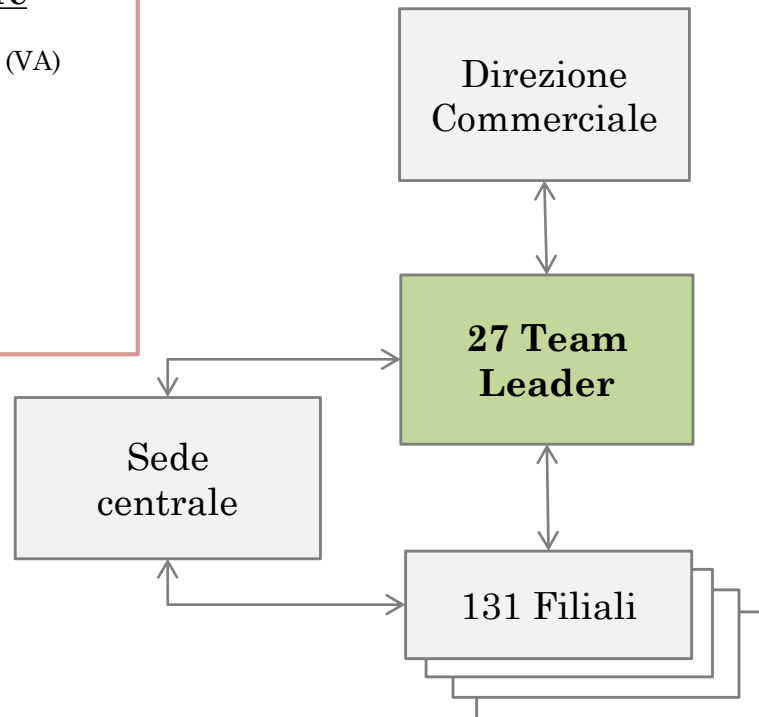 (VA)
Direzione
Commerciale
27 Team
Leader
Sede
centrale
131 Filiali